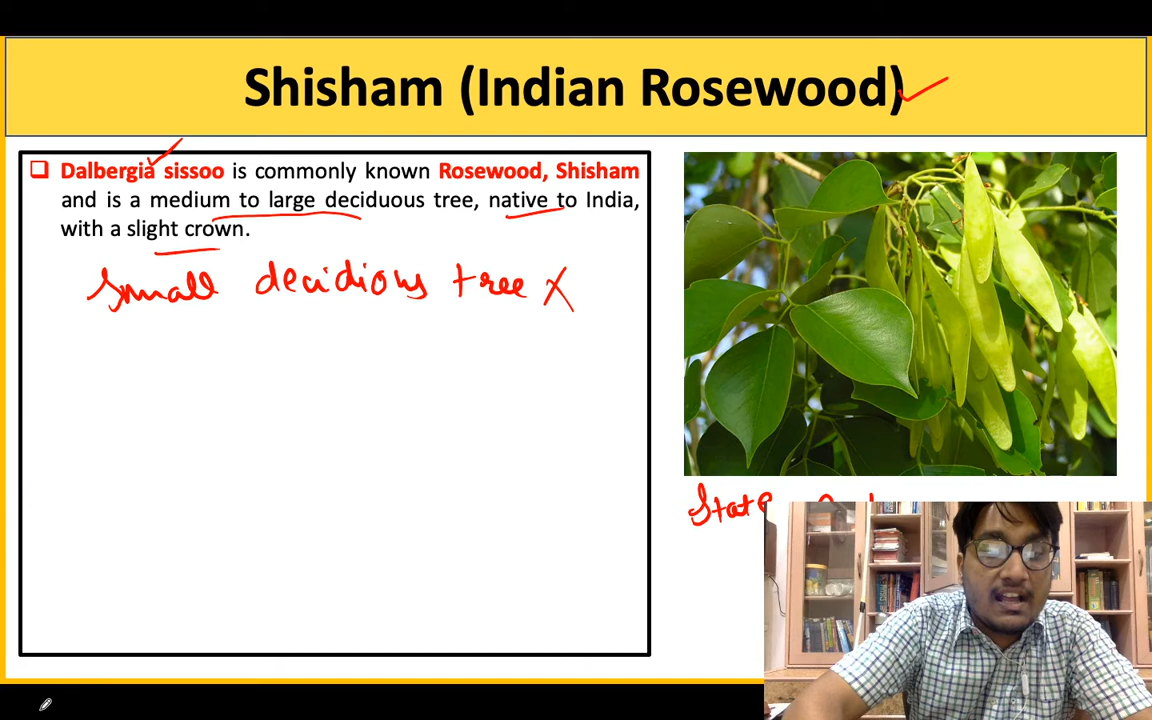 Shisham (Indian Rosewood)
Dalbergia sissoo is commonly known Rosewood, Shisham
and is a medium to large deciduous tree, native to India,
with a slight crown.
Small decidious tree X
State